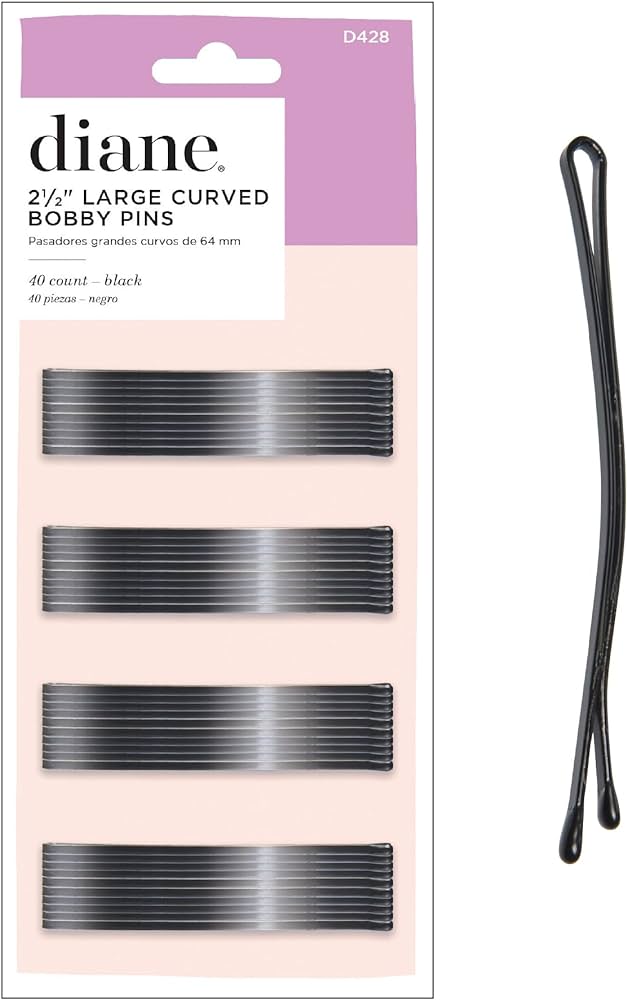 D428
diane®
2½" LARGE CURVED
BOBBY PINS
Pasadores grandes curvos de 64 mm
40 count – black
40 piezas – negro